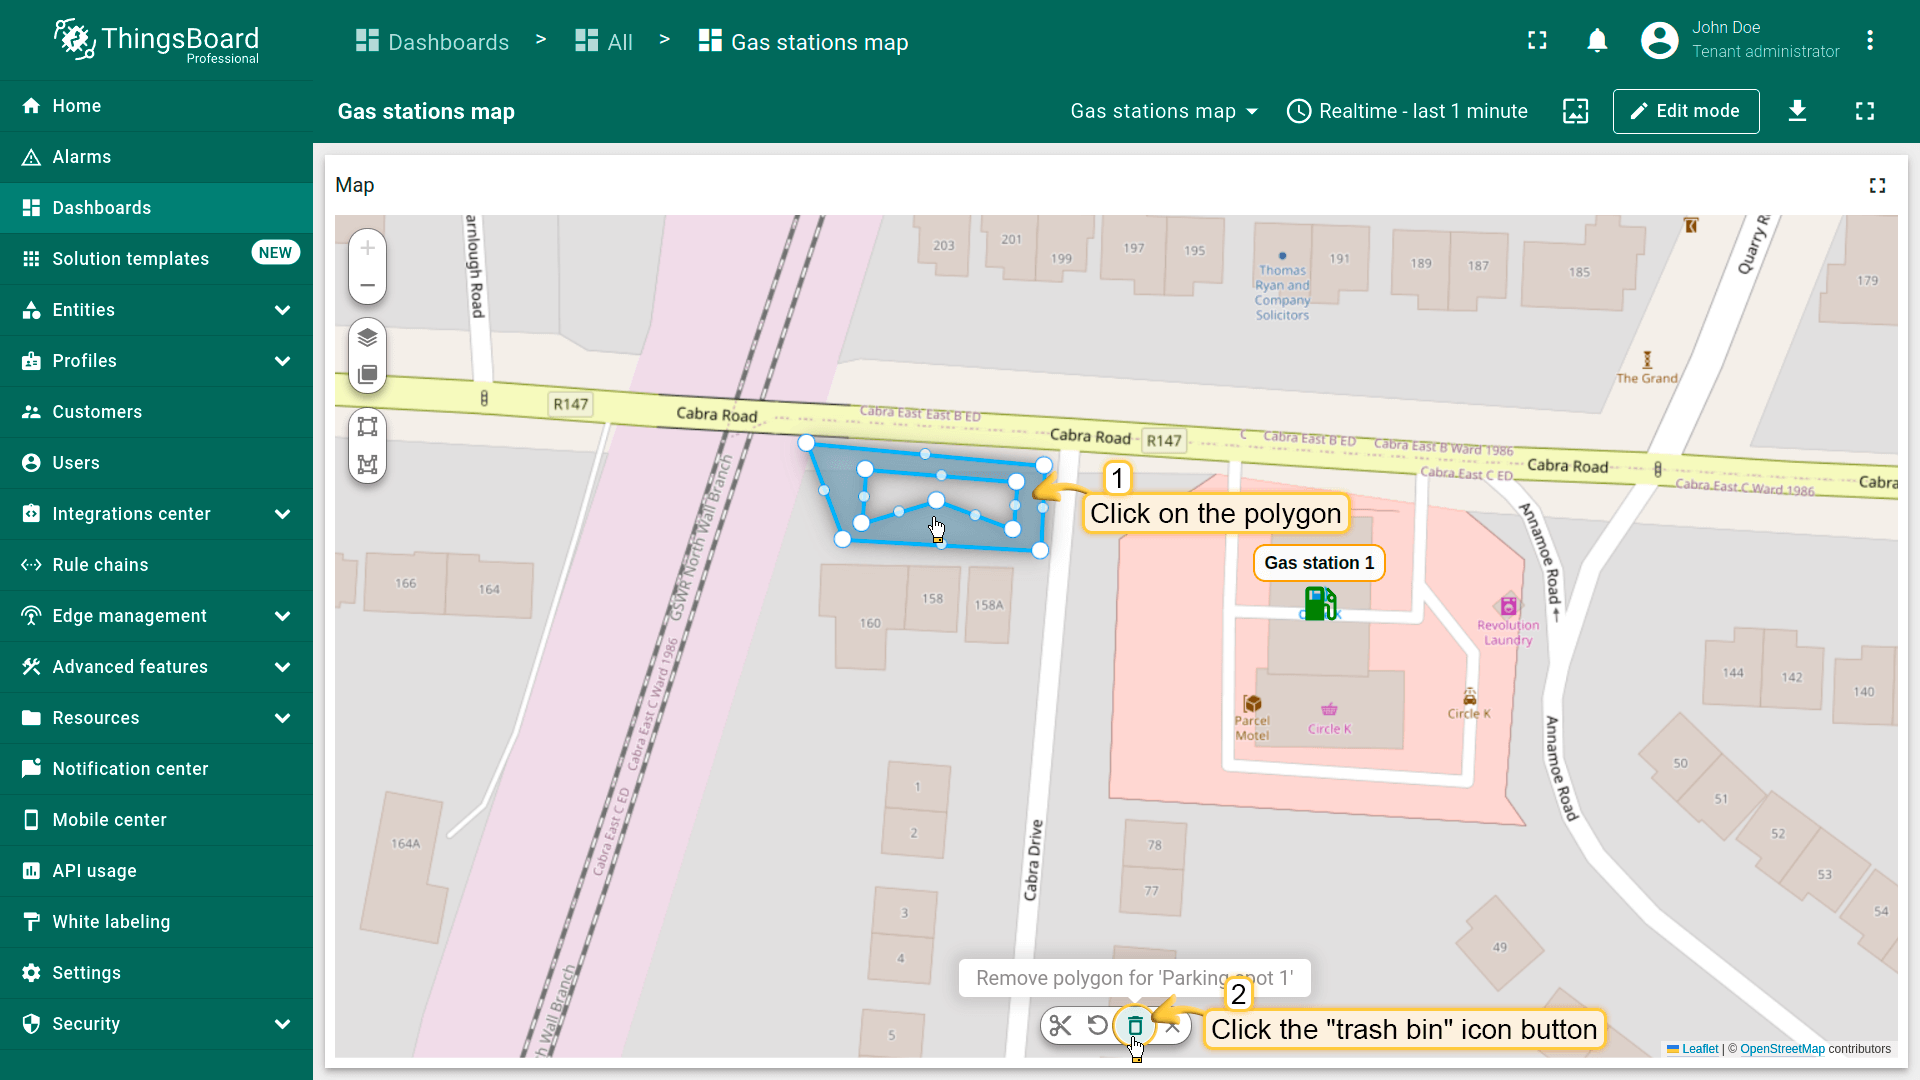 ThingsBoard
Professional
Dashboards > All > Gas stations map
John Doe
Tenant administrator
Home
Alarms
Dashboards
Solution templates
NEW
Entities
Profiles
Customers
Users
Integrations center
Rule chains
Edge management
Advanced features
Resources
Notification center
Mobile center
API usage
White labeling
Settings
Security
Gas stations map
Gas stations map
Realtime - last 1 minute
Edit mode
Map
+
−
arnlough Road
203
201
199
197
195
Thomas
Ryan and
Company
Solicitors
191
189
187
185
Quarry R
179
The Grand
R147
Cabra Road
Cabra East East B ED
Cabra Road
R147
C
Cabra East B ED
Cabra East B Ward 1986
Cabra East C ED
Cabra Road
Cabra East C Ward 1986
Cabra
1
Click on the polygon
GSWR North Wall Branch
Cabra East C Ward 1986
Cabra East C ED
h Wall Branch
166
164
164A
160
158
158A
Gas station 1
Revolution
Laundry
Annamoe Road
Annamoe Road
Parcel
Motel
Circle K
Circle K
144
142
140
1
2
3
4
5
Cabra Drive
78
77
50
51
52
53
54
49
Remove polygon for 'Parking spot 1'
2
Click the "trash bin" icon button
Leaflet | © OpenStreetMap contributors